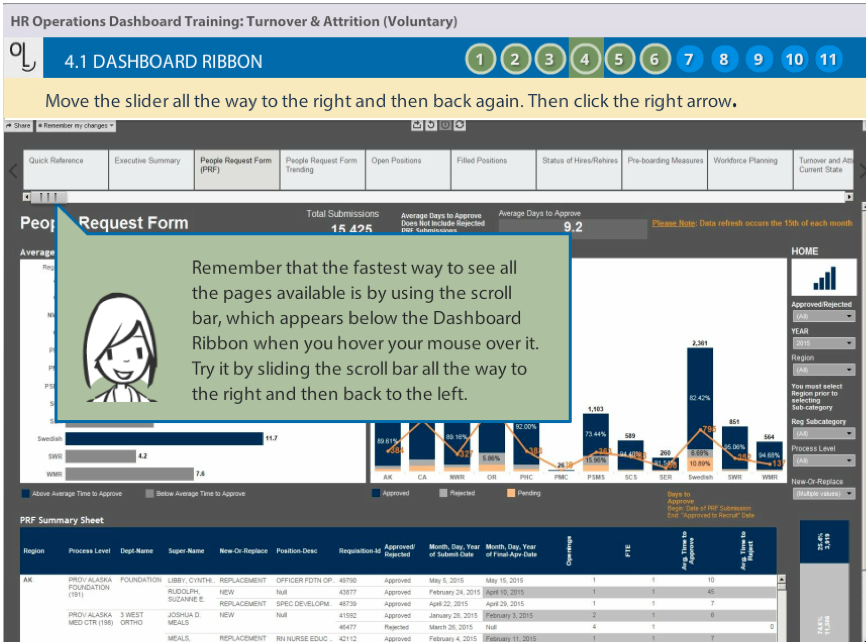 HR Operations Dashboard Training: Turnover & Attrition (Voluntary)
OL
4.1 DASHBOARD RIBBON
1 2 3 4 5 6 7 8 9 10 11
Move the slider all the way to the right and then back again. Then click the right arrow.
Share Remember my changes
Quick Reference Executive Summary People Request Form People Request Form Open Positions Filled Positions Status of Hires/Rehires Pre-boarding Measures Workforce Planning Turnover and Atti
(PRF) Trending Current State
People Request Form
Total Submissions
15,425
Average Days to Approve
Does Not Include Rejected
PRF Submissions
Average Days to Approve
9.2
Please Note: Data refresh occurs the 15th of each month
Average
Reg
Remember that the fastest way to see all
the pages available is by using the scroll
bar, which appears below the Dashboard
Ribbon when you hover your mouse over it.
Try it by sliding the scroll bar all the way to
the right and then back to the left.
Swedish 11.7
SWR 4.2
WMR 7.6
Above Average Time to Approve Below Average Time to Approve
2,361
82.42%
795
6.69%
10.89%
1,103
73.44%
15.96%
589
94.40%
260
851
95.06%
564
94.68%
137
89.61%
384
89.16%
327
5.86%
92.00%
AK CA NWR OR PHC PMC PSMS SCS SER Swedish SWR WMR
Approved Rejected Pending
Days to
Approve
Begin: Date of PRF Submission
End: "Approved to Recruit" Date
HOME
Approved/Rejected
(All)
YEAR
2015
Region
(All)
You must select
Region prior to
selecting
Sub-category
Reg Subcategory
(All)
Process Level
(All)
New-Or-Replace
(Multiple values)
25.4%
3,919
74.6%
PRF Summary Sheet
Region Process Level Dept-Name Super-Name New-Or-Replace Position-Desc Requisition-Id Approved/ Rejected Month, Day, Year of Submit-Date Month, Day, Year of Final-Apv-Date Openings FTE Avg. Time to Approve Avg. Time to Reject
AK PROV ALASKA FOUNDATION (191) FOUNDATION LIBBY, CYNTHI.. REPLACEMENT OFFICER FDTN OP.. 49790 Approved May 5, 2015 May 15, 2015 1 1 10
RUDOLPH, SUZANNE E. NEW Null 43877 Approved February 24, 2015 April 10, 2015 1 1 45
REPLACEMENT SPEC DEVELOPM.. 48739 Approved April 22, 2015 April 29, 2015 1 1 7
PROV ALASKA MED CTR (196) 3 WEST ORTHO JOSHUA D. MEALS NEW Null 41592 Approved January 28, 2015 February 3, 2015 2 1 6
46477 Rejected March 26, 2015 Null 4 1 0
MEALS, REPLACEMENT RN NURSE EDUC .. 42112 Approved February 4, 2015 February 11, 2015 1 1 7